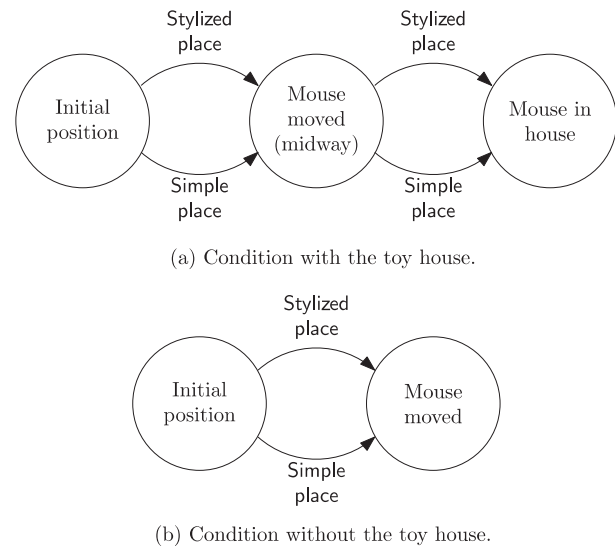 Stylized
place
Stylized
place
Initial
position
Mouse
moved
(midway)
Mouse in
house
Simple
place
Simple
place
(a) Condition with the toy house.
Stylized
place
Initial
position
Mouse
moved
Simple
place
(b) Condition without the toy house.